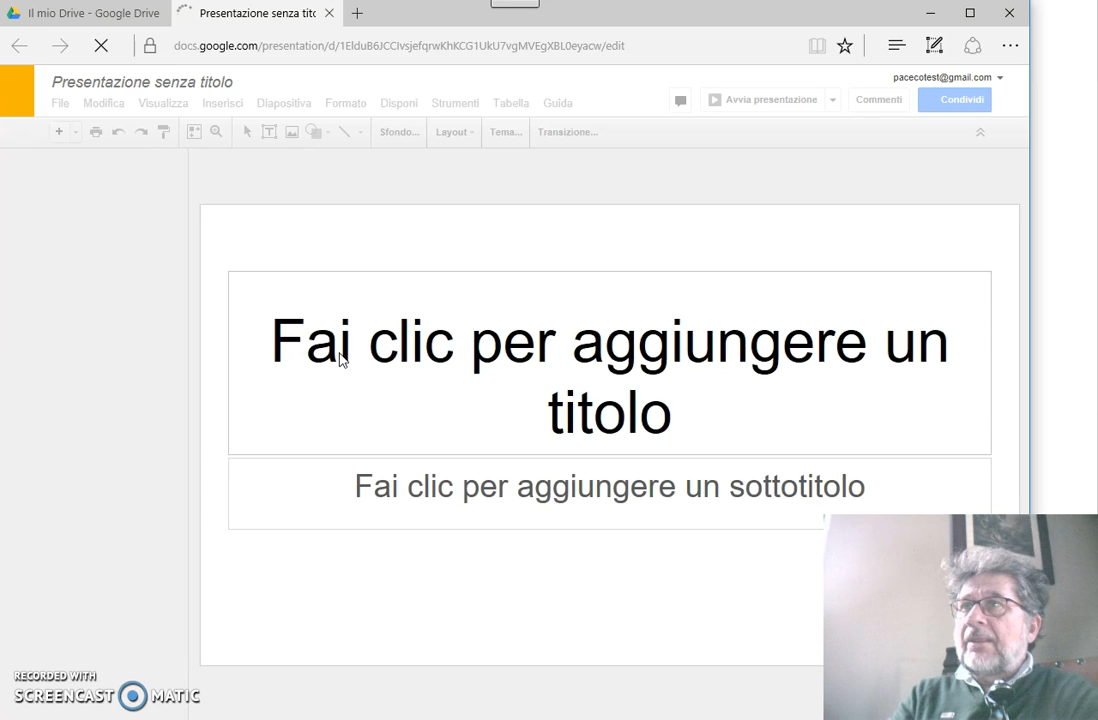 Il mio Drive - Google Drive
Presentazione senza tito
docs.google.com/presentation/d/1ElduB6JCCIvsjefqrwKhKCG1UkU7vgMVEgXBL0eyacw/edit
Presentazione senza titolo
pacecotest@gmail.com
File Modifica Visualizza Inserisci Diapositiva Formato Disponi Strumenti Tabella Guida
Avvia presentazione Commenti Condividi
Sfondo... Layout Tema... Transizione...
Fai clic per aggiungere un
titolo
Fai clic per aggiungere un sottotitolo
RECORDED WITH
SCREENCAST MATIC